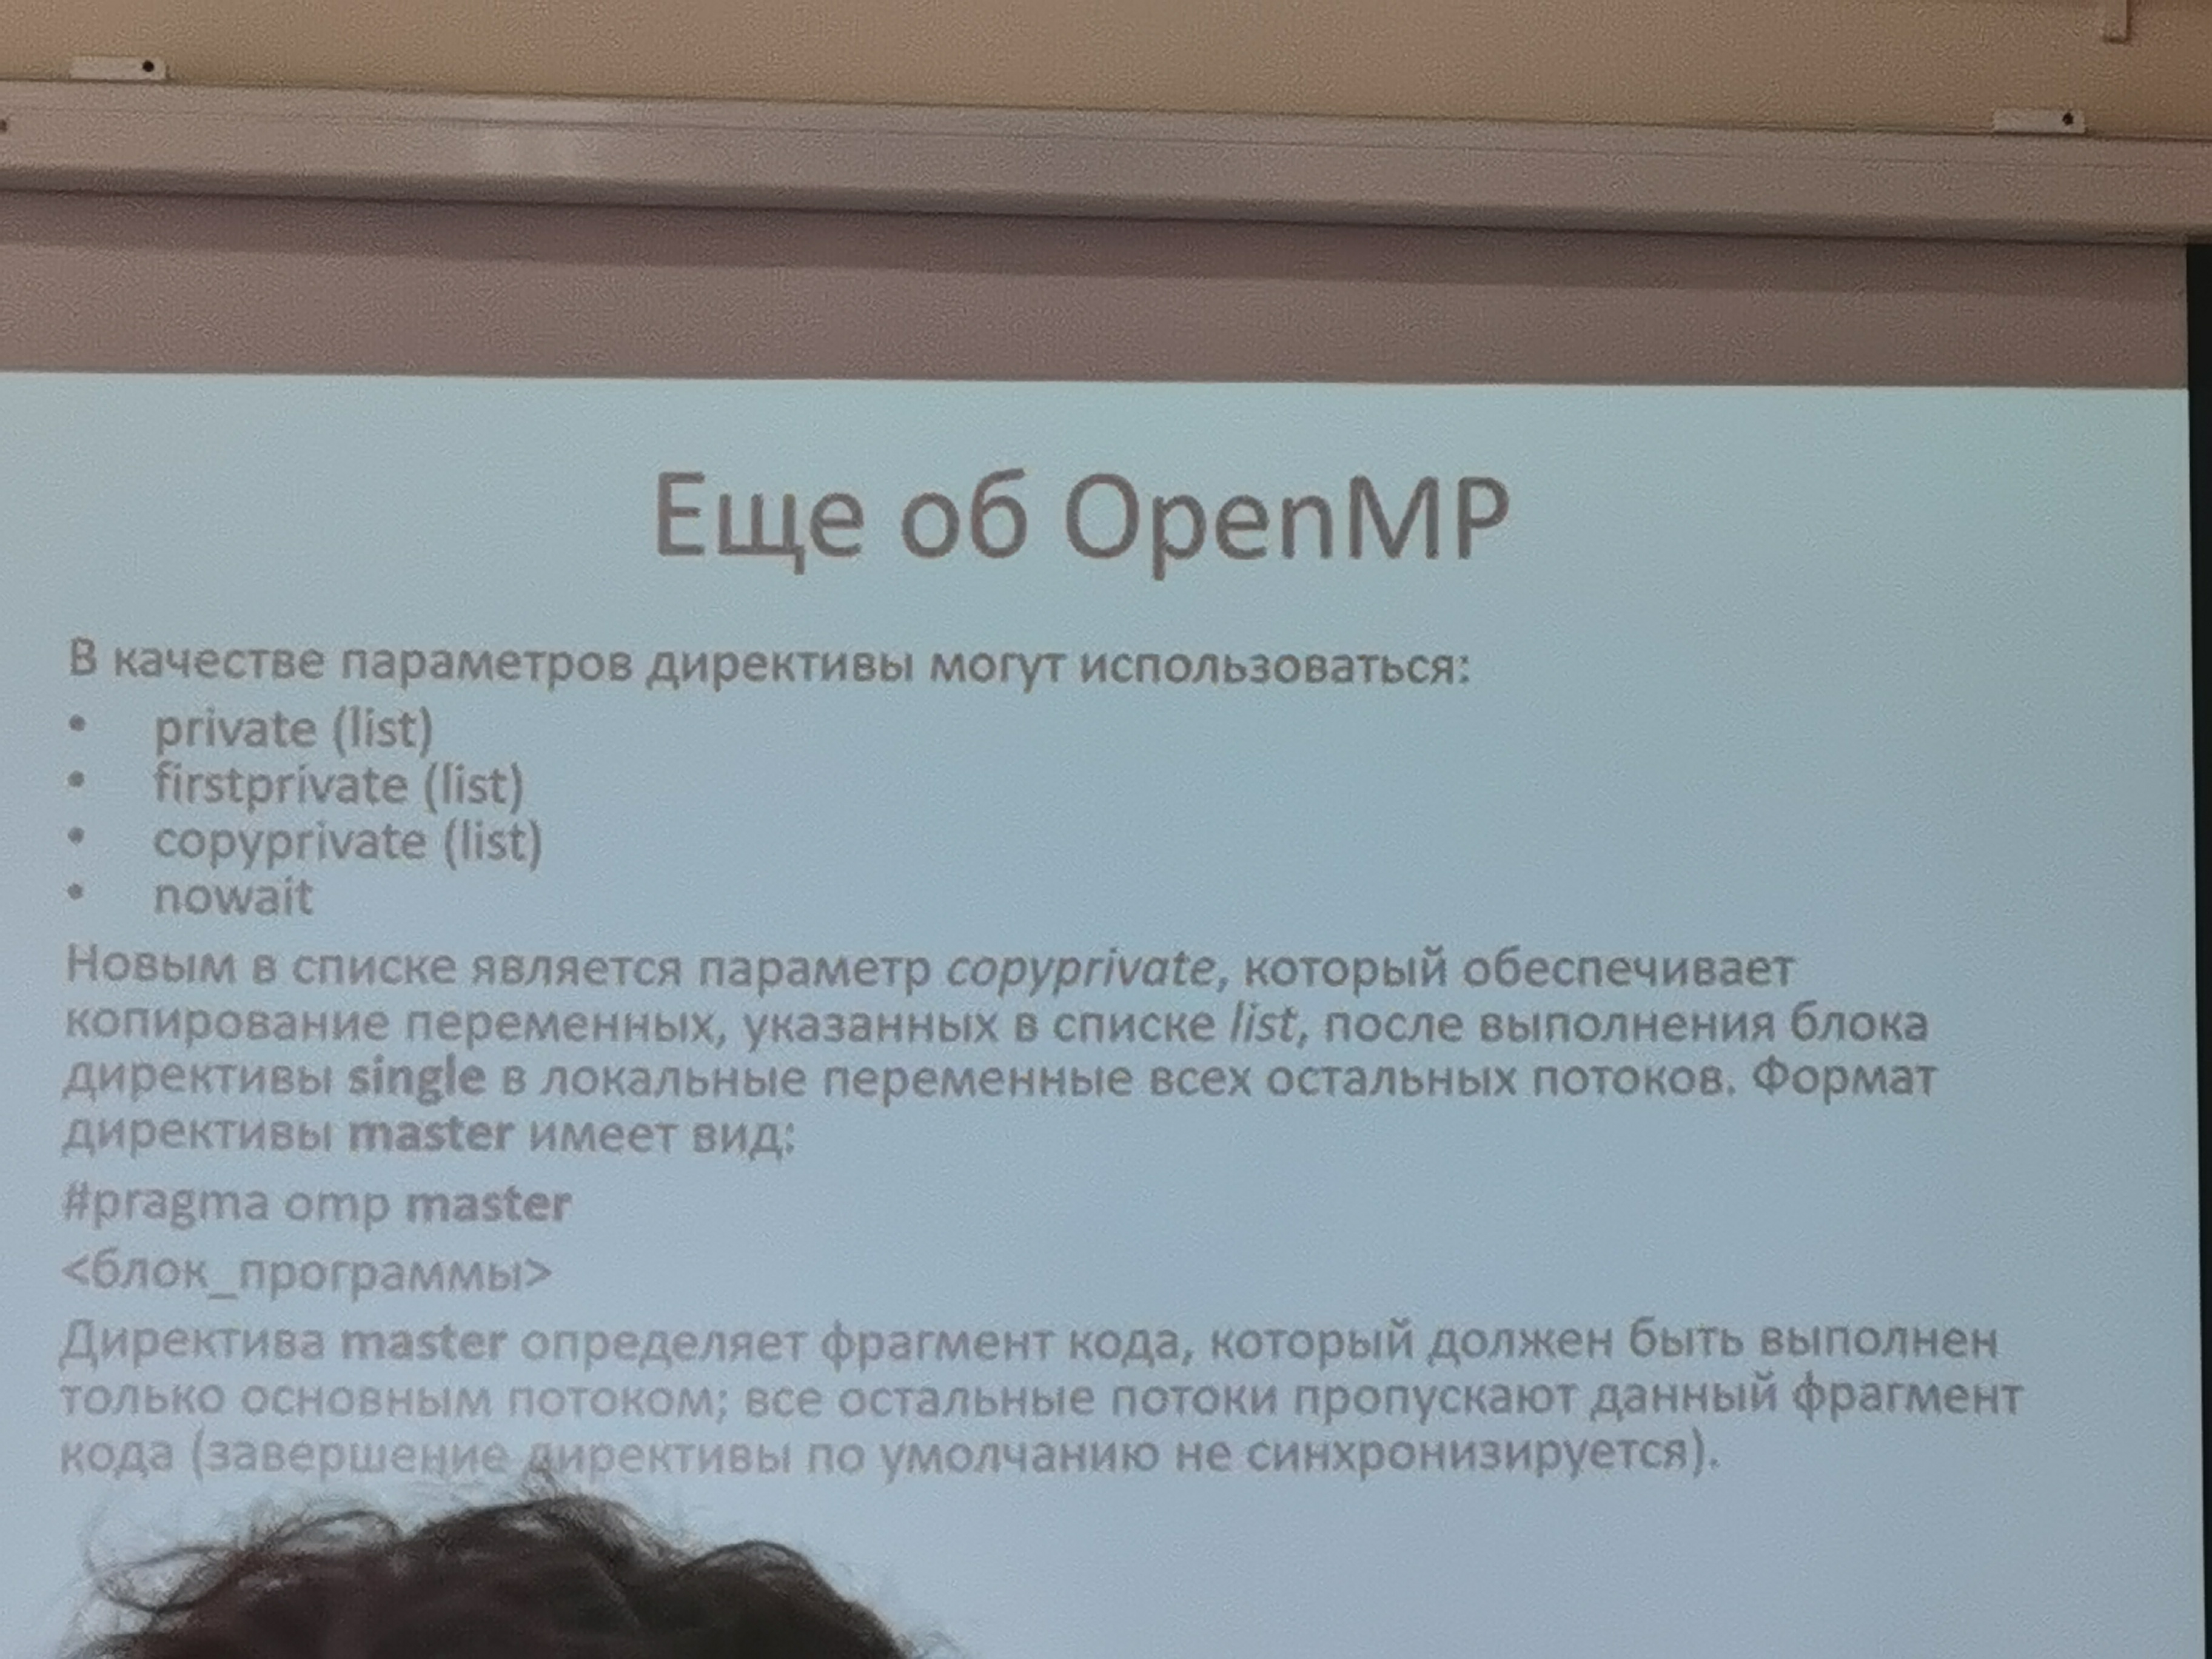 Еще об OpenMP
В качестве параметров директивы могут использоваться:
• private (list)
• firstprivate (list)
• copyprivate (list)
• nowait
Новым в списке является параметр copyprivate, который обеспечивает
копирование переменных, указанных в списке list, после выполнения блока
директивы single в локальные переменные всех остальных потоков. Формат
директивы master имеет вид:
#pragma omp master
<блок_программы>
Директива master определяет фрагмент кода, который должен быть выполнен
только основным потоком; все остальные потоки пропускают данный фрагмент
кода (завершение директивы по умолчанию не синхронизируется).